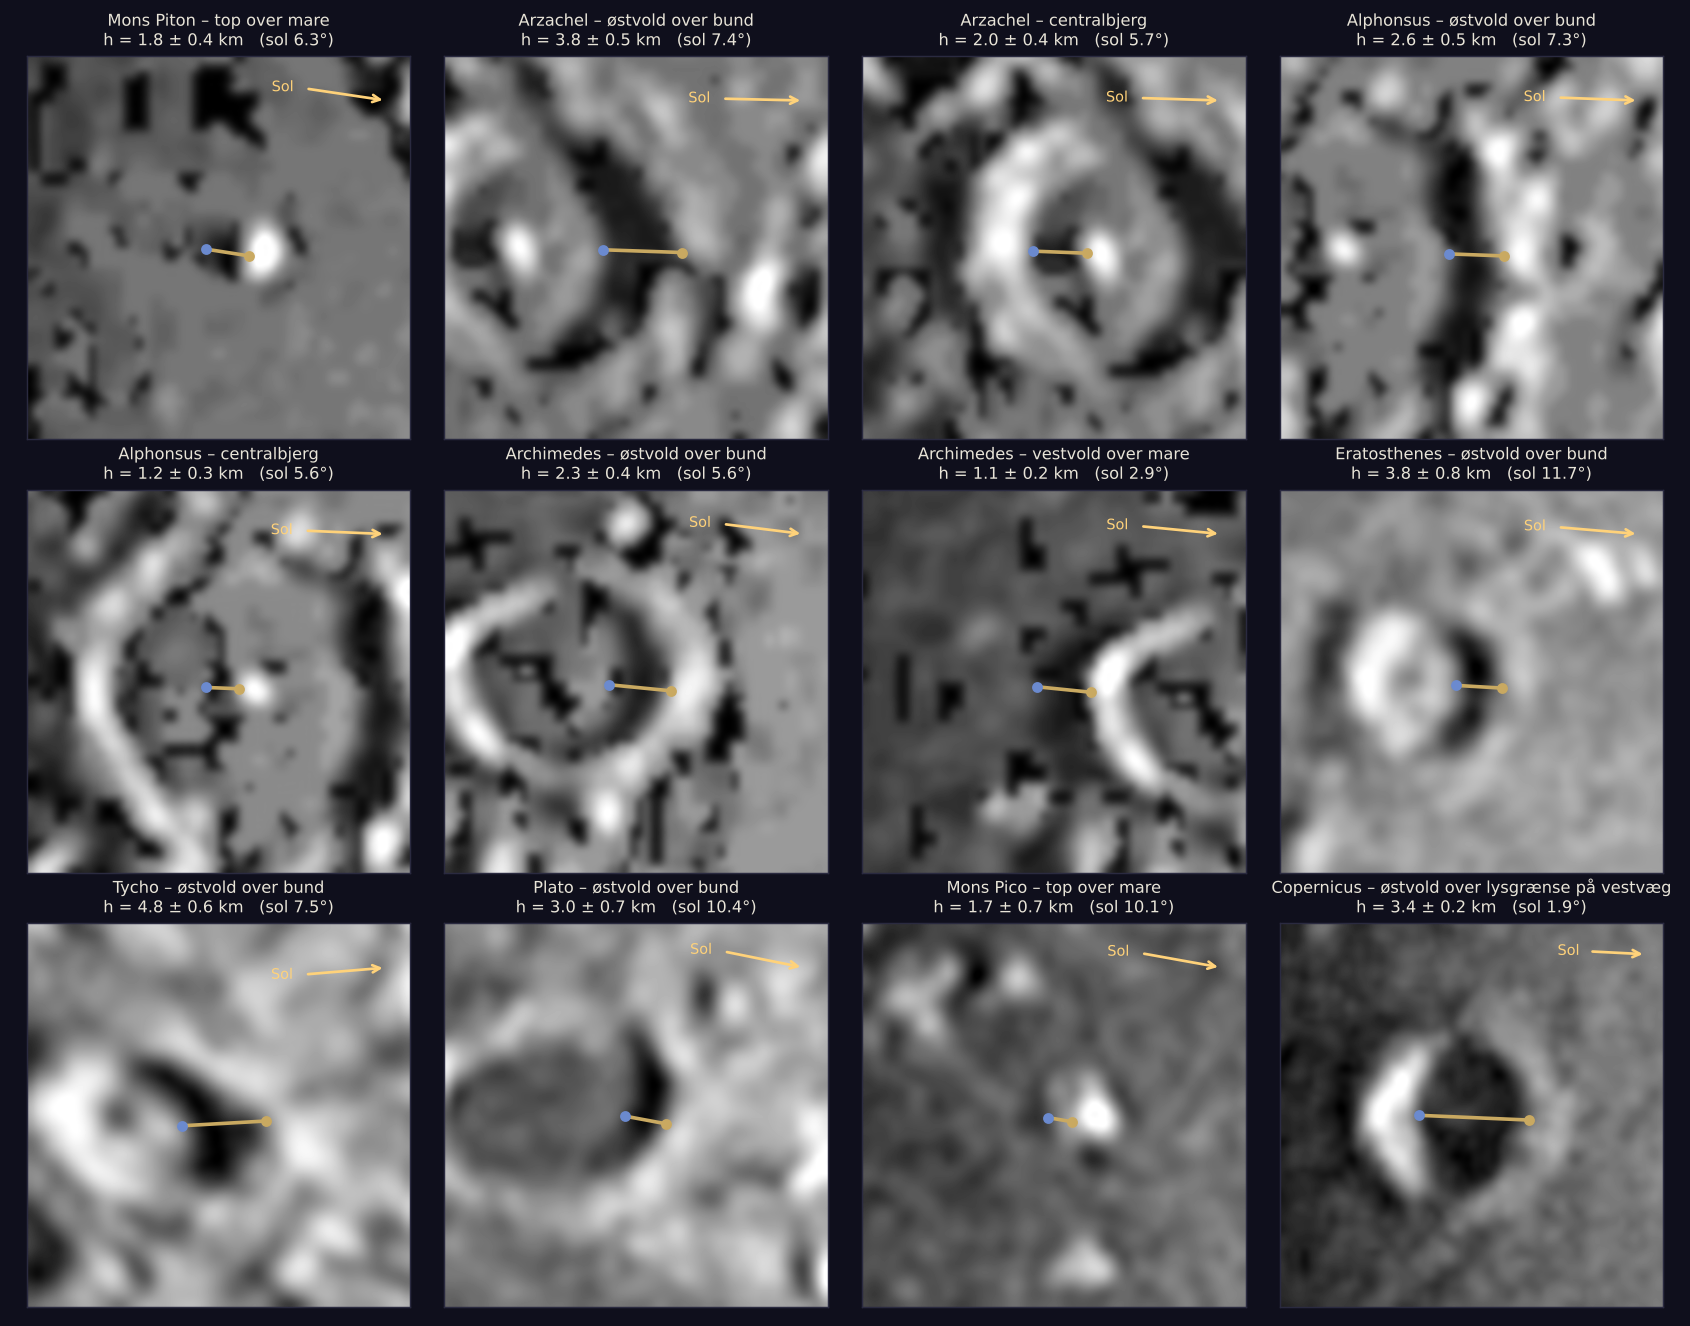 Mons Piton – top over mare
h = 1.8 ± 0.4 km   (sol 6.3°)
Sol
Arzachel – østvold over bund
h = 3.8 ± 0.5 km   (sol 7.4°)
Sol
Arzachel – centralbjerg
h = 2.0 ± 0.4 km   (sol 5.7°)
Sol
Alphonsus – østvold over bund
h = 2.6 ± 0.5 km   (sol 7.3°)
Sol
Alphonsus – centralbjerg
h = 1.2 ± 0.3 km   (sol 5.6°)
Sol
Archimedes – østvold over bund
h = 2.3 ± 0.4 km   (sol 5.6°)
Sol
Archimedes – vestvold over mare
h = 1.1 ± 0.2 km   (sol 2.9°)
Sol
Eratosthenes – østvold over bund
h = 3.8 ± 0.8 km   (sol 11.7°)
Sol
Tycho – østvold over bund
h = 4.8 ± 0.6 km   (sol 7.5°)
Sol
Plato – østvold over bund
h = 3.0 ± 0.7 km   (sol 10.4°)
Sol
Mons Pico – top over mare
h = 1.7 ± 0.7 km   (sol 10.1°)
Sol
Copernicus – østvold over lysgrænse på vestvæg
h = 3.4 ± 0.2 km   (sol 1.9°)
Sol